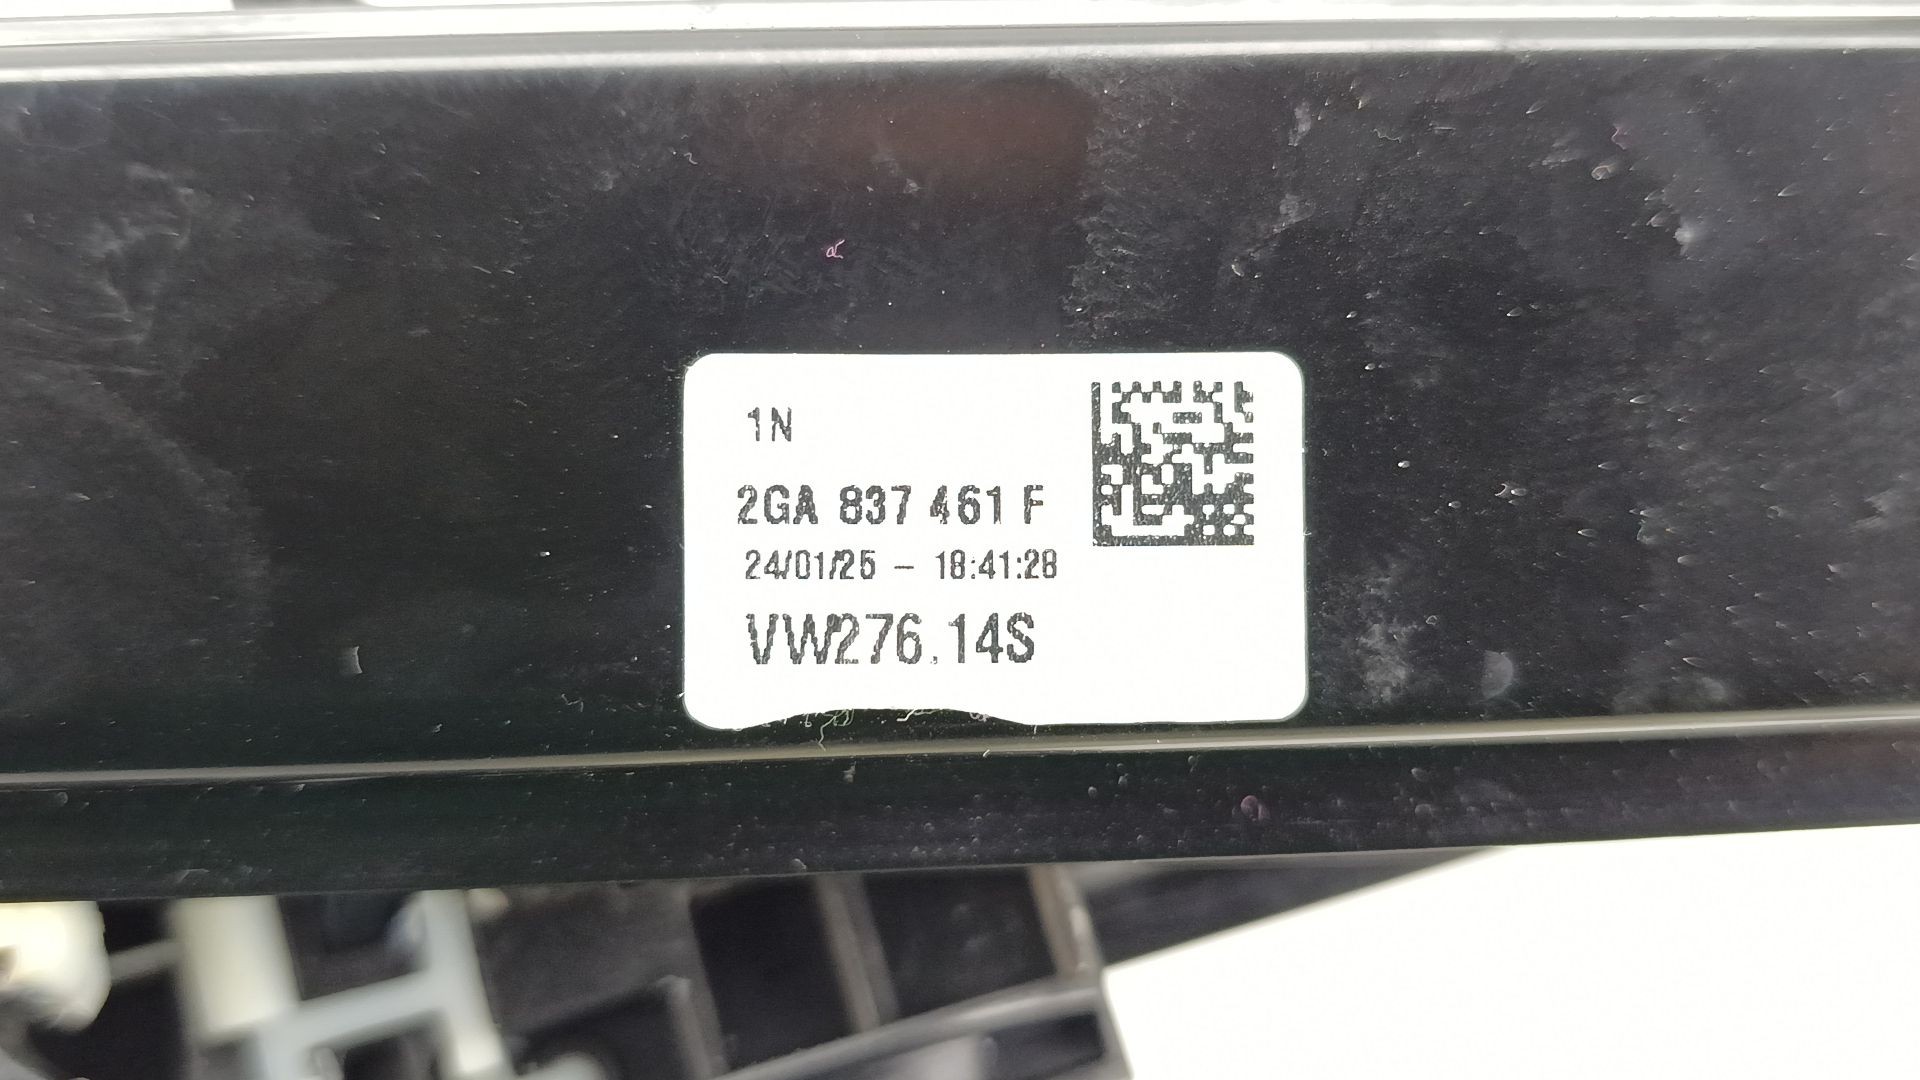 1N
2GA 837 461 F
24/01/25 – 18:41:28
VW276.14S